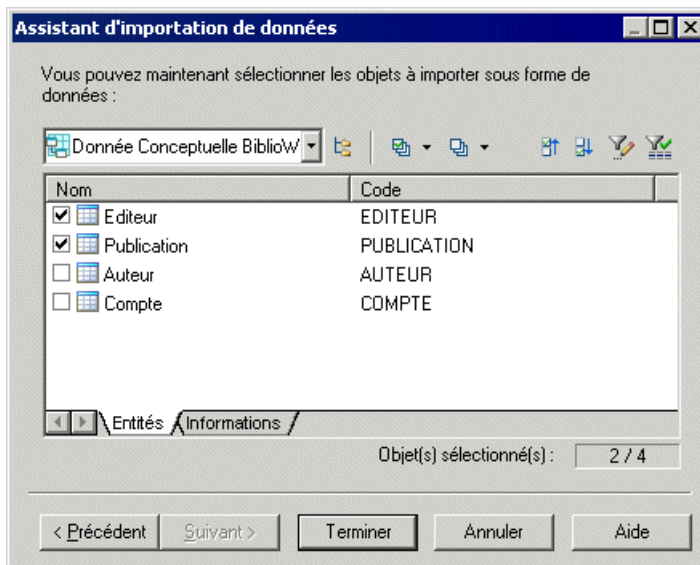 Assistant d'importation de données
Vous pouvez maintenant sélectionner les objets à importer sous forme de
données :
Donnée Conceptuelle BiblioW
Nom Code
Editeur EDITEUR
Publication PUBLICATION
Auteur AUTEUR
Compte COMPTE
Entités Informations
Objet(s) sélectionné(s) : 2 / 4
< Précédent Suivant > Terminer Annuler Aide